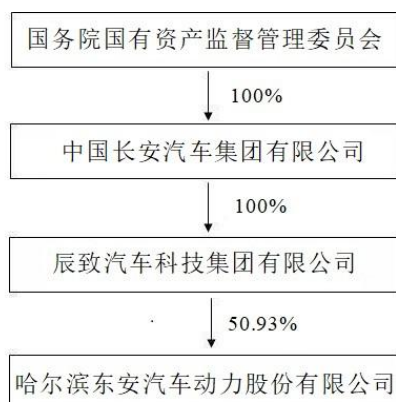 国务院国有资产监督管理委员会
100%
中国长安汽车集团有限公司
100%
辰致汽车科技集团有限公司
50.93%
哈尔滨东安汽车动力股份有限公司